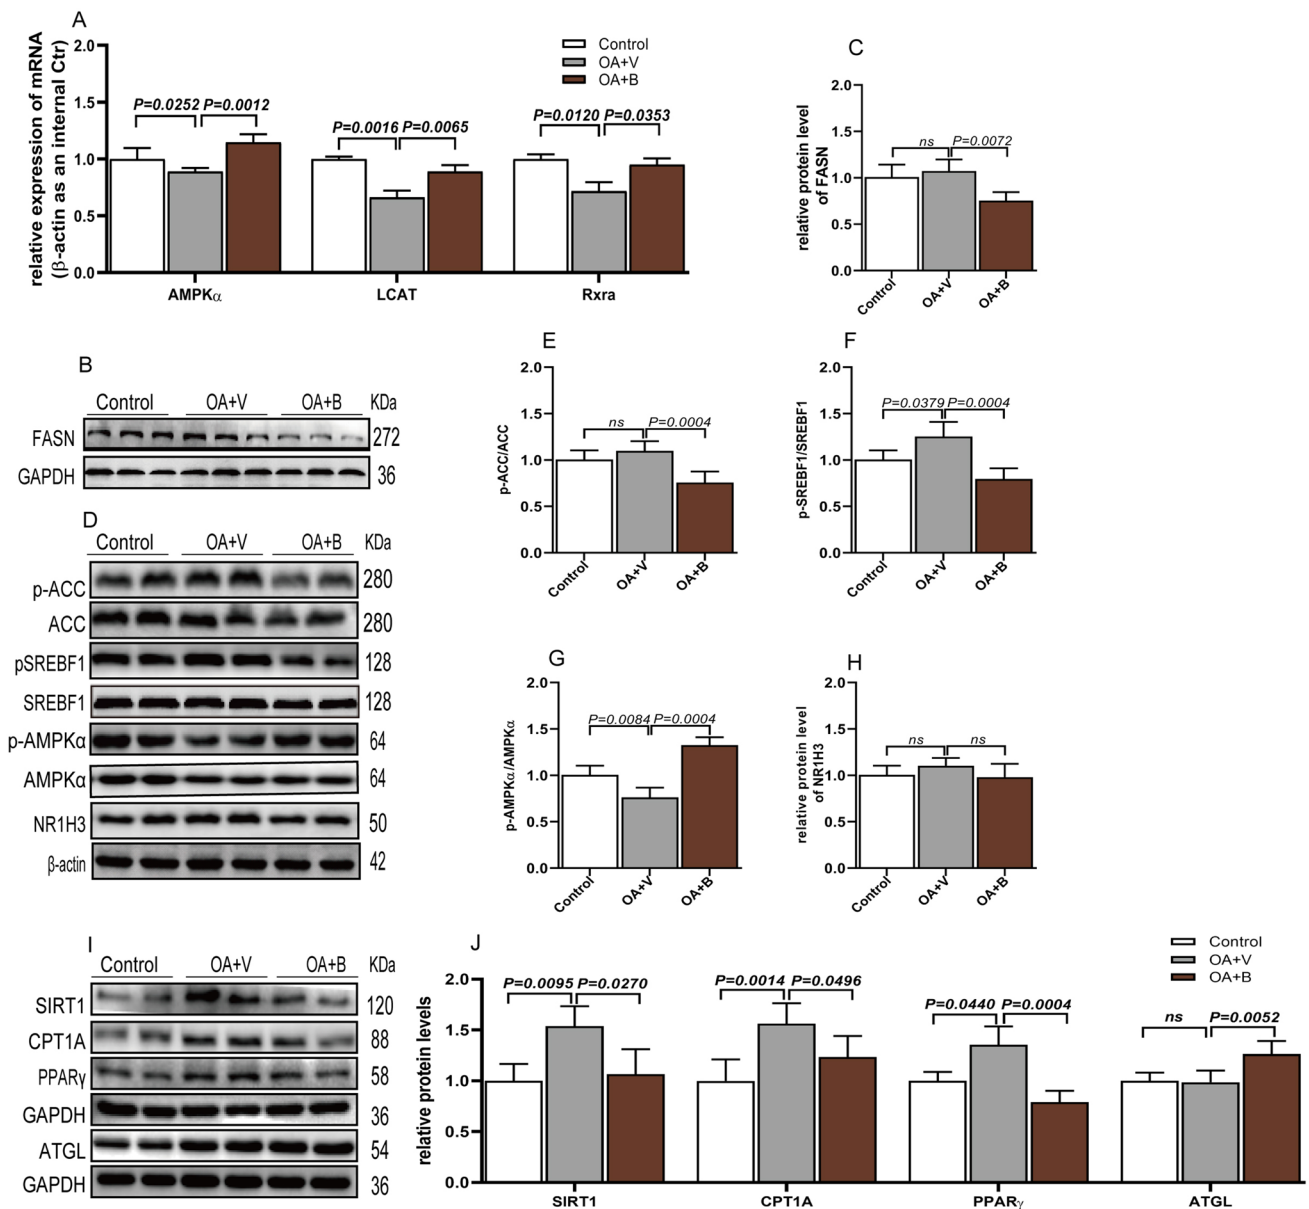 A
relative expression of mRNA
(β-actin as an internal Ctr)
2.0
1.5
1.0
0.5
0.0
Control
OA+V
OA+B
P=0.0252 P=0.0012
P=0.0016 P=0.0065
P=0.0120 P=0.0353
AMPKα LCAT Rxra
C
relative protein level
of FASN
2.0
1.5
1.0
0.5
0.0
ns P=0.0072
Control OA+V OA+B
B
Control OA+V OA+B KDa
FASN 272
GAPDH 36
D
Control OA+V OA+B KDa
p-ACC 280
ACC 280
pSREBF1 128
SREBF1 128
p-AMPKα 64
AMPKα 64
NR1H3 50
β-actin 42
E
p-ACC/ACC
2.0
1.5
1.0
0.5
0.0
ns P=0.0004
Control OA+V OA+B
F
p-SREBF1/SREBF1
2.0
1.5
1.0
0.5
0.0
P=0.0379 P=0.0004
Control OA+V OA+B
G
p-AMPKα/AMPKα
2.0
1.5
1.0
0.5
0.0
P=0.0084 P=0.0004
Control OA+V OA+B
H
relative protein level
of NR1H3
2.0
1.5
1.0
0.5
0.0
ns ns
Control OA+V OA+B
I
Control OA+V OA+B KDa
SIRT1 120
CPT1A 88
PPARγ 58
GAPDH 36
ATGL 54
GAPDH 36
J
relative protein levels
2.0
1.5
1.0
0.5
0.0
Control
OA+V
OA+B
P=0.0095 P=0.0270
P=0.0014 P=0.0496
P=0.0440 P=0.0004
ns P=0.0052
SIRT1 CPT1A PPARγ ATGL